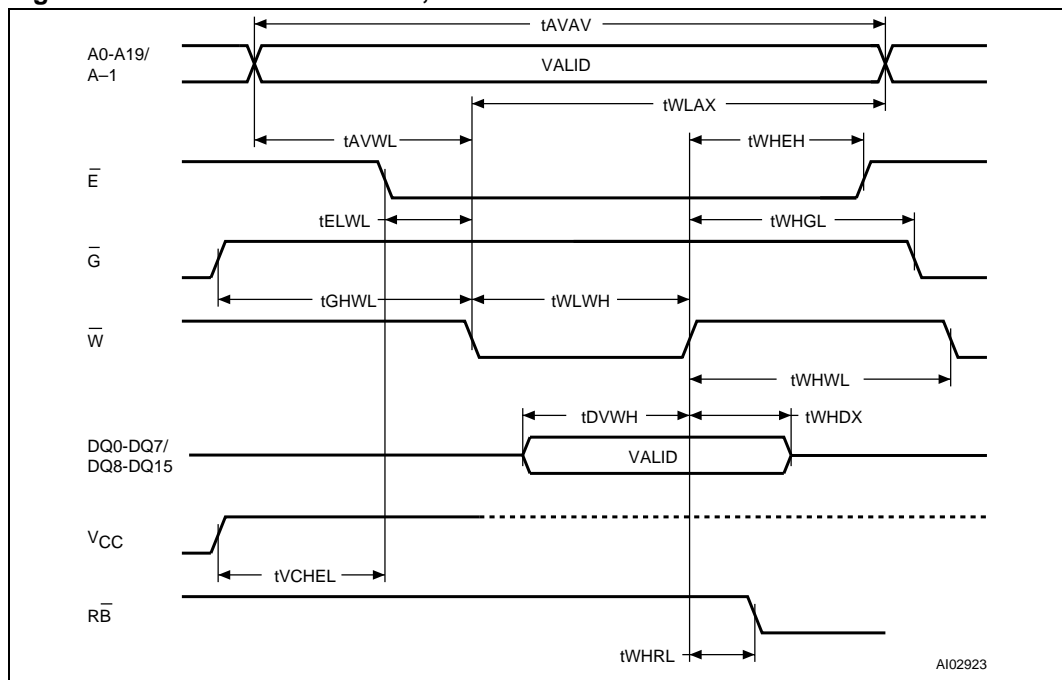 tAVAV
A0-A19/
A–1
VALID
tWLAX
tAVWL
tWHEH
E̅
tELWL
tWHGL
G̅
tGHWL
tWLWH
W̅
tWHWL
tDVWH
tWHDX
DQ0-DQ7/
DQ8-DQ15
VALID
VCC
tVCHEL
RB̅
tWHRL
AI02923